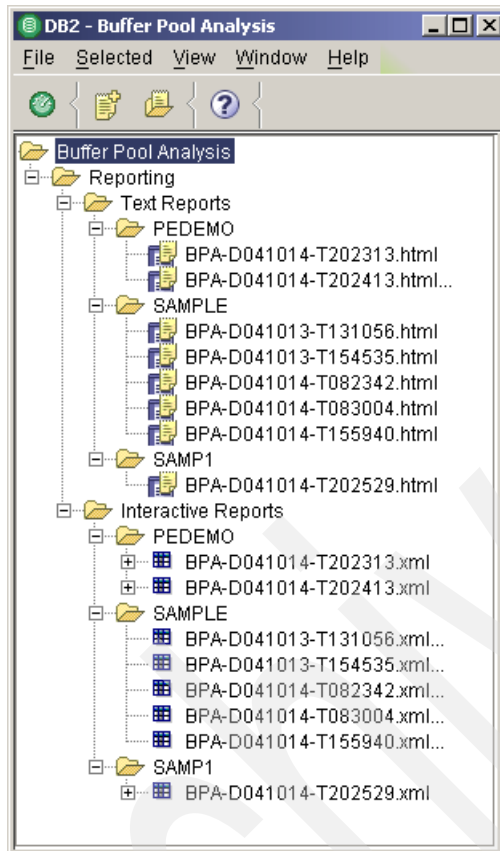 DB2 - Buffer Pool Analysis
File Selected View Window Help
Buffer Pool Analysis
Reporting
Text Reports
PEDEMO
BPA-D041014-T202313.html
BPA-D041014-T202413.html...
SAMPLE
BPA-D041013-T131056.html
BPA-D041013-T154535.html
BPA-D041014-T082342.html
BPA-D041014-T083004.html
BPA-D041014-T155940.html
SAMP1
BPA-D041014-T202529.html
Interactive Reports
PEDEMO
BPA-D041014-T202313.xml
BPA-D041014-T202413.xml
SAMPLE
BPA-D041013-T131056.xml...
BPA-D041013-T154535.xml...
BPA-D041014-T082342.xml...
BPA-D041014-T083004.xml...
BPA-D041014-T155940.xml...
SAMP1
BPA-D041014-T202529.xml